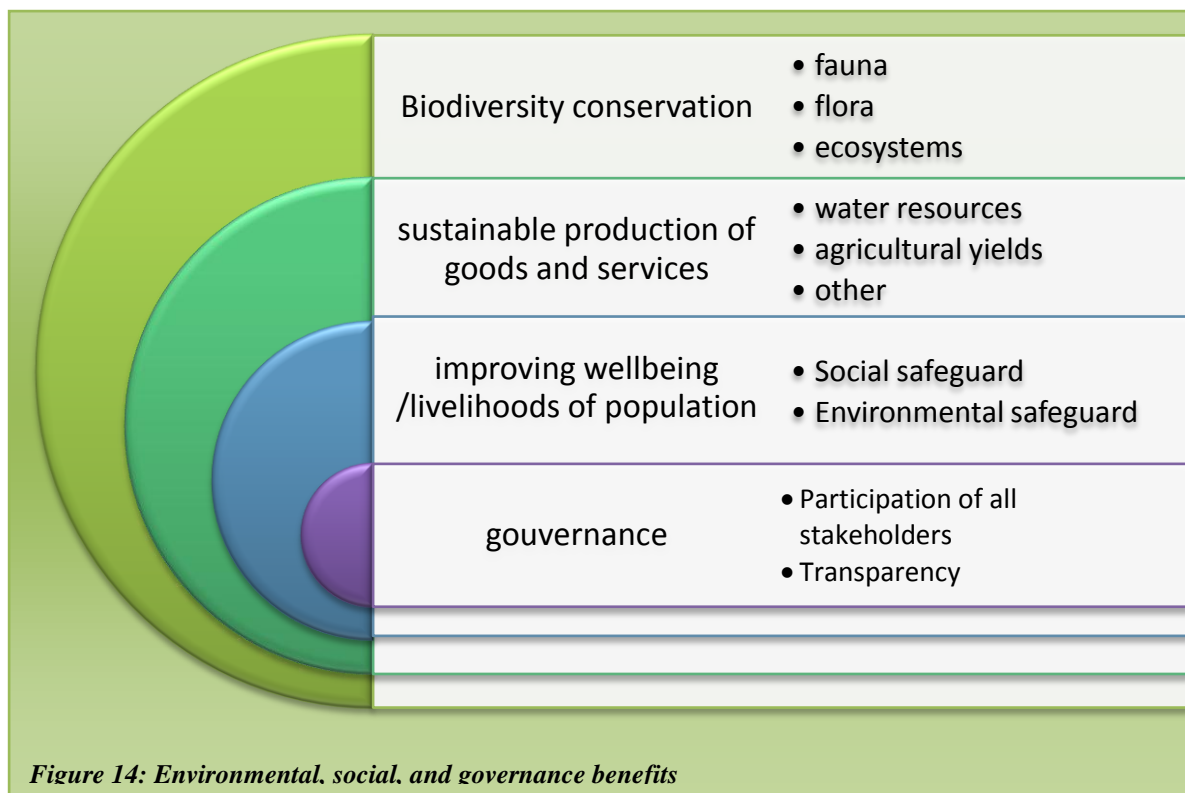 Biodiversity conservation
• fauna
• flora
• ecosystems
sustainable production of
goods and services
• water resources
• agricultural yields
• other
improving wellbeing
/livelihoods of population
• Social safeguard
• Environmental safeguard
gouvernance
• Participation of all
stakeholders
• Transparency
Figure 14: Environmental, social, and governance benefits